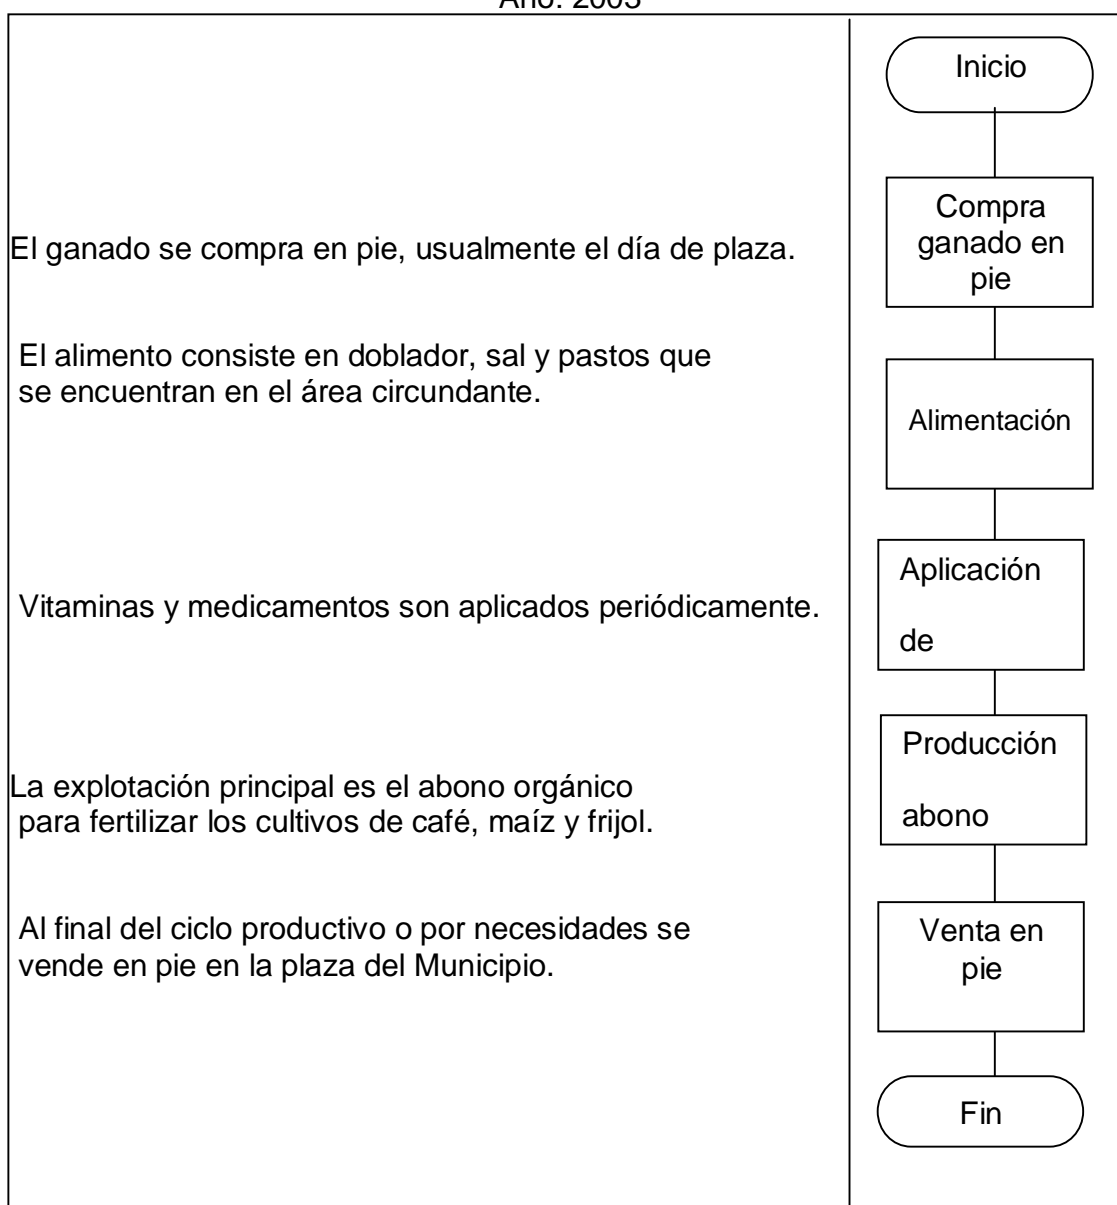 Año: 2003
Inicio
El ganado se compra en pie, usualmente el día de plaza.
Compra
ganado en
pie
El alimento consiste en doblador, sal y pastos que
se encuentran en el área circundante.
Alimentación
Vitaminas y medicamentos son aplicados periódicamente.
Aplicación
de
La explotación principal es el abono orgánico
para fertilizar los cultivos de café, maíz y frijol.
Producción
abono
Al final del ciclo productivo o por necesidades se
vende en pie en la plaza del Municipio.
Venta en
pie
Fin